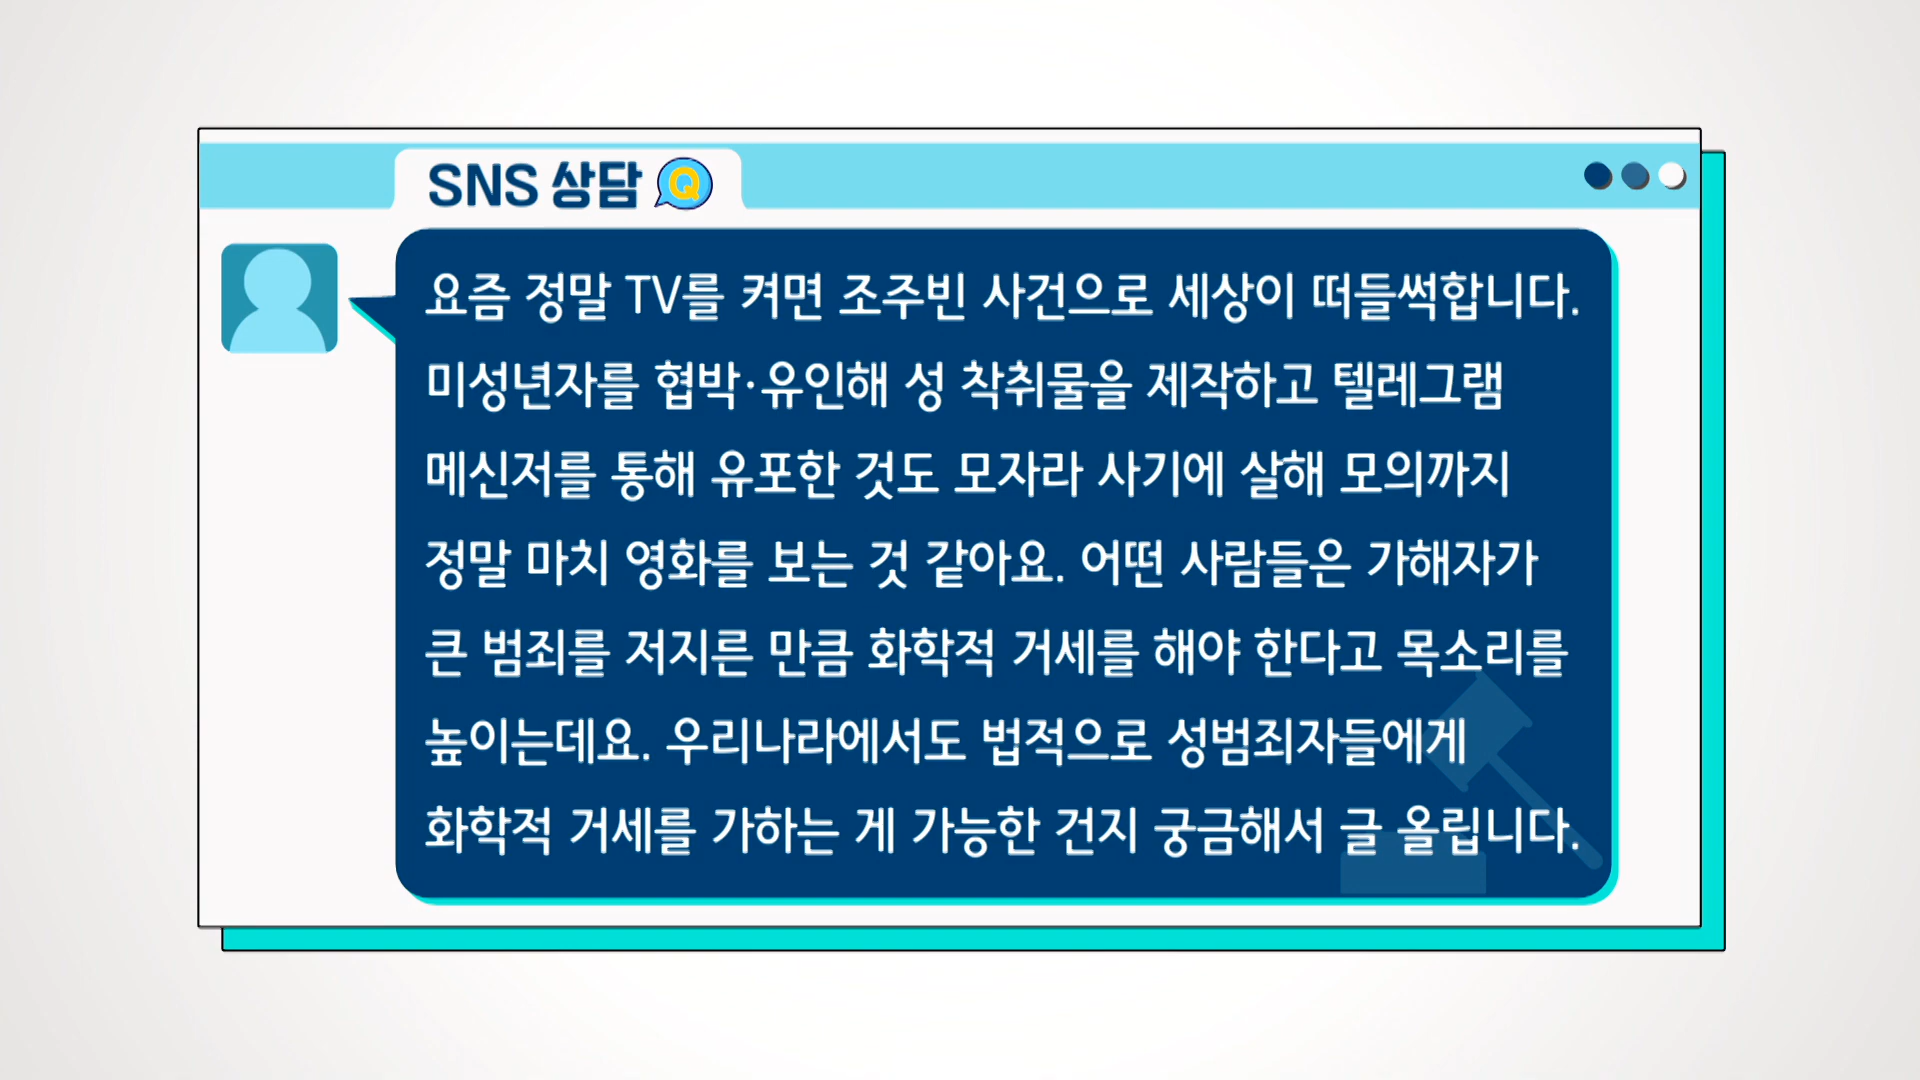 SNS 상담 Q
요즘 정말 TV를 켜면 조주빈 사건으로 세상이 떠들썩합니다.
미성년자를 협박·유인해 성 착취물을 제작하고 텔레그램
메신저를 통해 유포한 것도 모자라 사기에 살해 모의까지
정말 마치 영화를 보는 것 같아요. 어떤 사람들은 가해자가
큰 범죄를 저지른 만큼 화학적 거세를 해야 한다고 목소리를
높이는데요. 우리나라에서도 법적으로 성범죄자들에게
화학적 거세를 가하는 게 가능한 건지 궁금해서 글 올립니다.